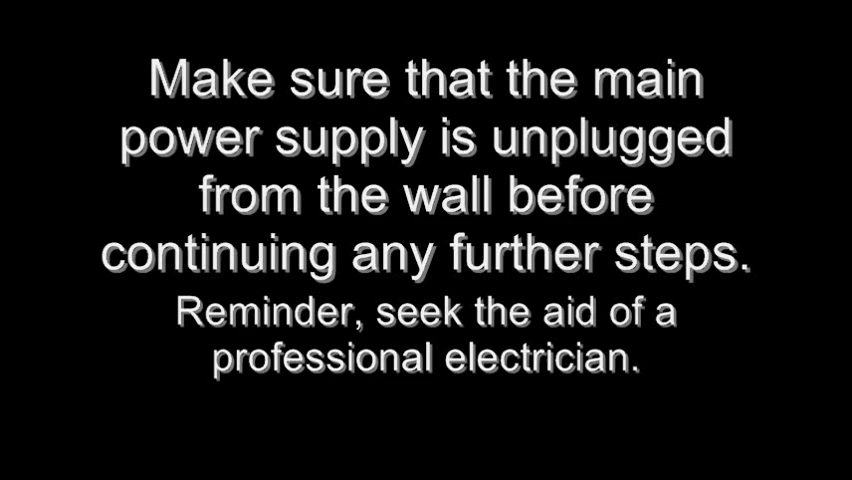 Make sure that the main
power supply is unplugged
from the wall before
continuing any further steps.
Reminder, seek the aid of a
professional electrician.